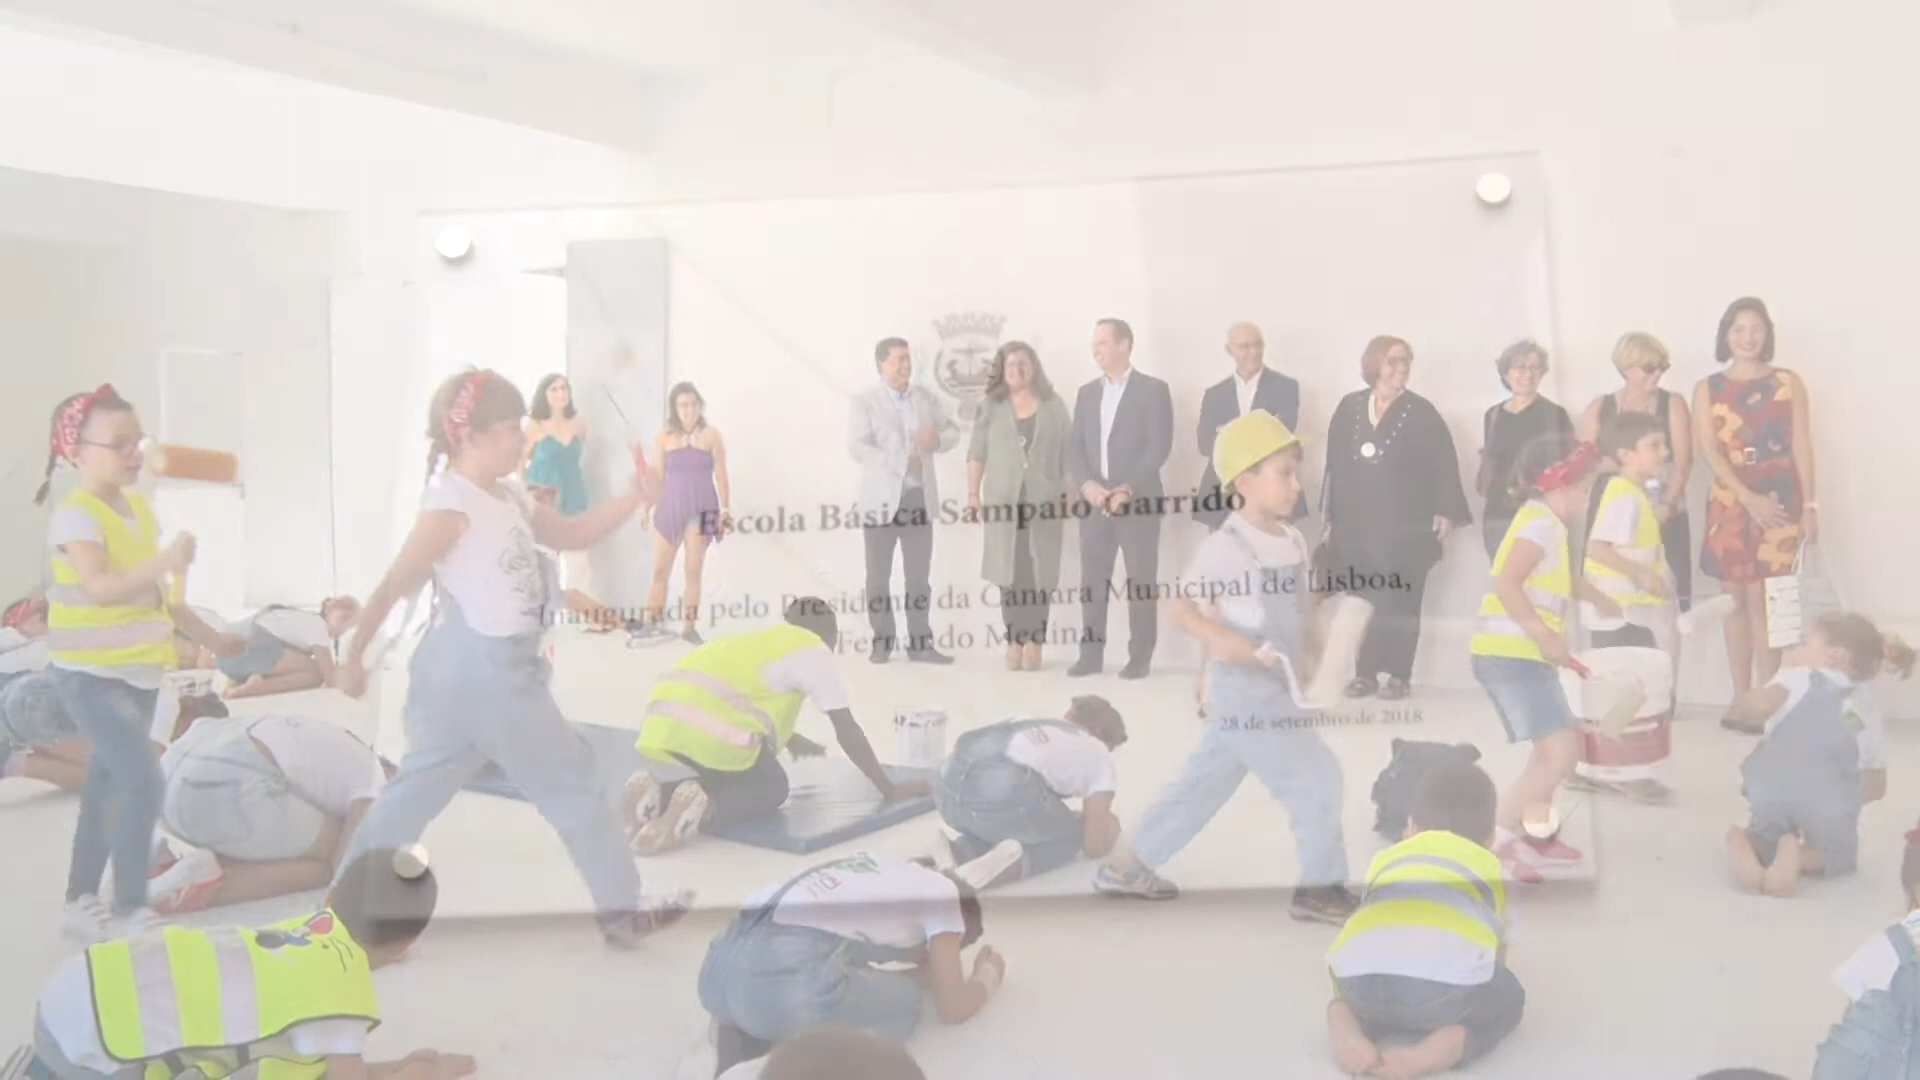 Escola Básica Sampaio Garrido
Inaugurada pelo Presidente da Câmara Municipal de Lisboa,
Fernando Medina.
28 de setembro de 2018